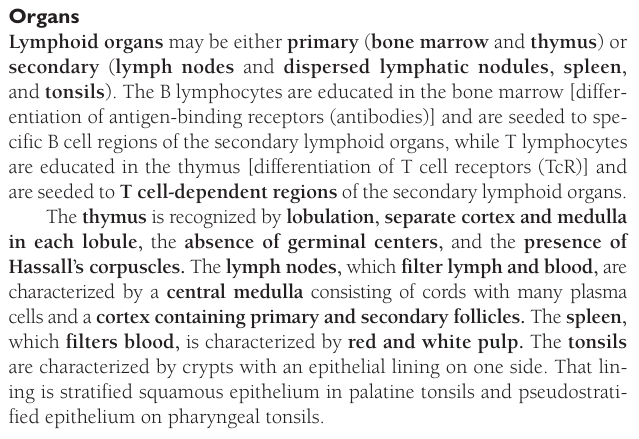 Organs
Lymphoid organs may be either primary (bone marrow and thymus) or
secondary (lymph nodes and dispersed lymphatic nodules, spleen,
and tonsils). The B lymphocytes are educated in the bone marrow [differ-
entiation of antigen-binding receptors (antibodies)] and are seeded to spe-
cific B cell regions of the secondary lymphoid organs, while T lymphocytes
are educated in the thymus [differentiation of T cell receptors (TcR)] and
are seeded to T cell-dependent regions of the secondary lymphoid organs.
The thymus is recognized by lobulation, separate cortex and medulla
in each lobule, the absence of germinal centers, and the presence of
Hassall's corpuscles. The lymph nodes, which filter lymph and blood, are
characterized by a central medulla consisting of cords with many plasma
cells and a cortex containing primary and secondary follicles. The spleen,
which filters blood, is characterized by red and white pulp. The tonsils
are characterized by crypts with an epithelial lining on one side. That lin-
ing is stratified squamous epithelium in palatine tonsils and pseudostrati-
fied epithelium on pharyngeal tonsils.